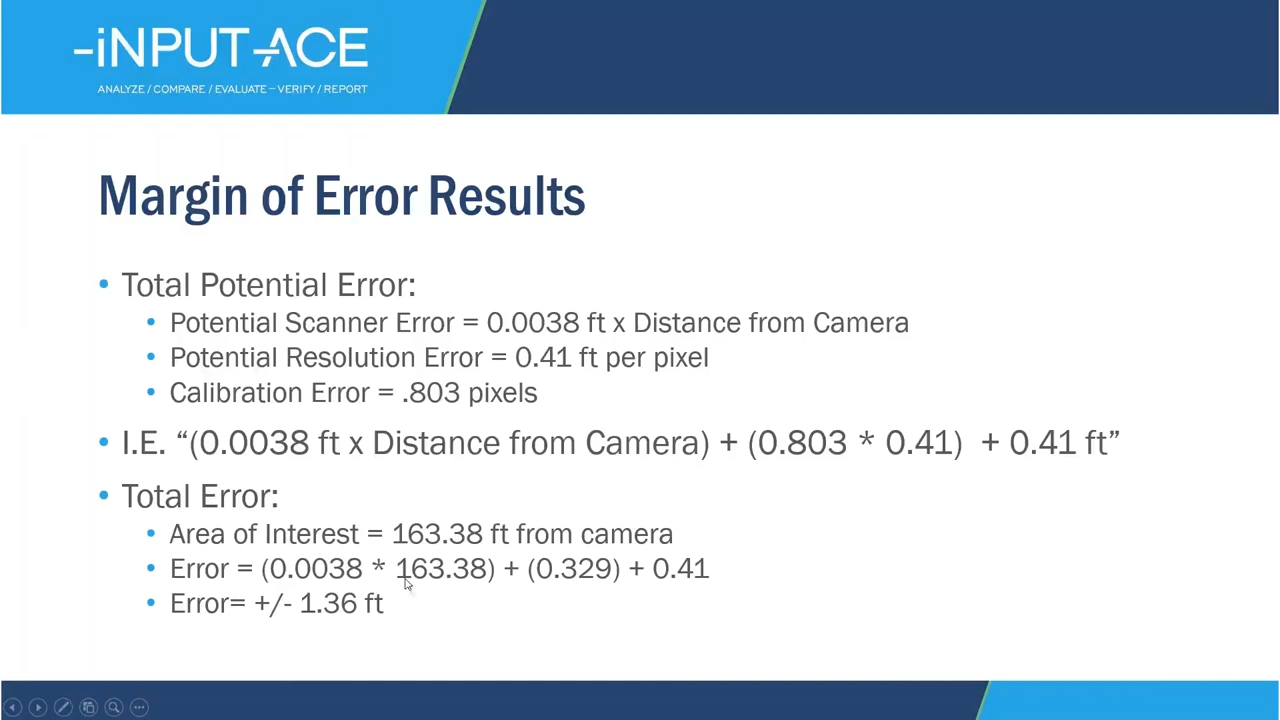 -iNPUT-ACE
ANALYZE / COMPARE / EVALUATE – VERIFY / REPORT
Margin of Error Results
• Total Potential Error:
• Potential Scanner Error = 0.0038 ft x Distance from Camera
• Potential Resolution Error = 0.41 ft per pixel
• Calibration Error = .803 pixels
• I.E. “(0.0038 ft x Distance from Camera) + (0.803 * 0.41)  + 0.41 ft”
• Total Error:
• Area of Interest = 163.38 ft from camera
• Error = (0.0038 * 163.38) + (0.329) + 0.41
• Error= +/- 1.36 ft